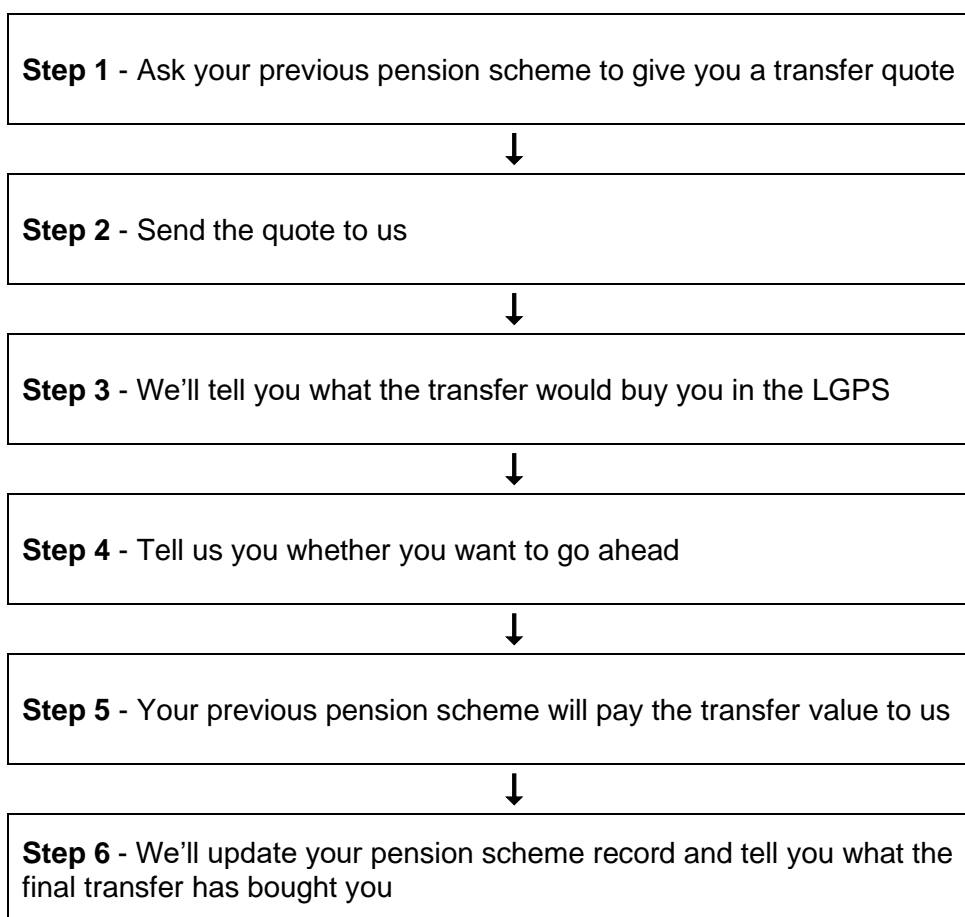 Step 1 - Ask your previous pension scheme to give you a transfer quote
Step 2 - Send the quote to us
Step 3 - We’ll tell you what the transfer would buy you in the LGPS
Step 4 - Tell us you whether you want to go ahead
Step 5 - Your previous pension scheme will pay the transfer value to us
Step 6 - We’ll update your pension scheme record and tell you what the
final transfer has bought you